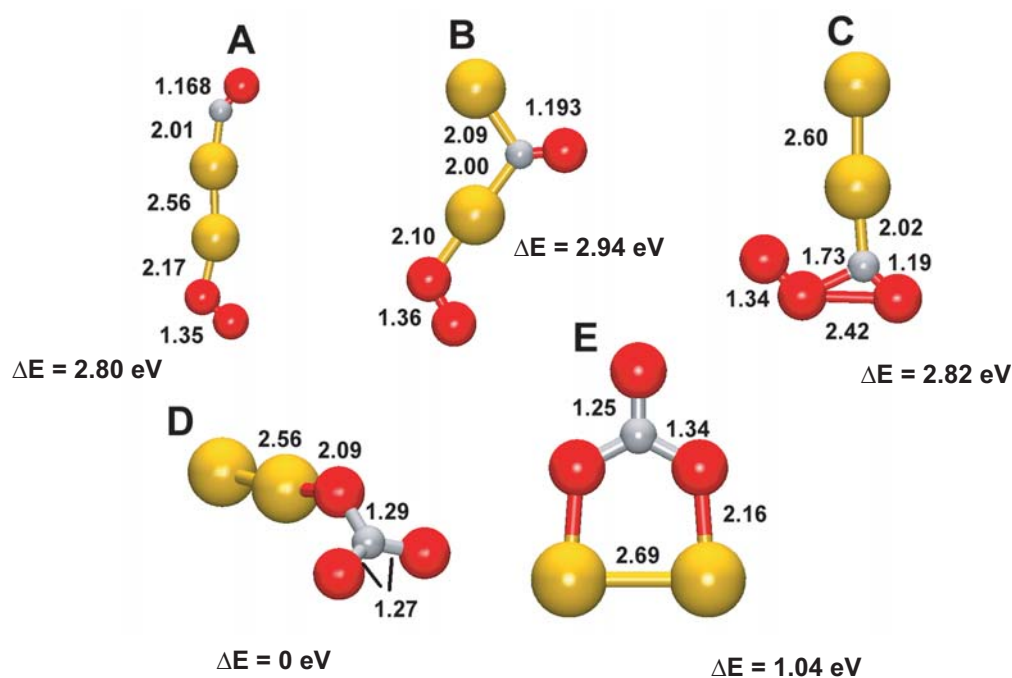 A
1.168
2.01
2.56
2.17
1.35
ΔE = 2.80 eV
B
1.193
2.09
2.00
2.10
1.36
ΔE = 2.94 eV
C
2.60
2.02
1.73
1.19
1.34
2.42
ΔE = 2.82 eV
D
2.56
2.09
1.29
1.27
ΔE = 0 eV
E
1.25
1.34
2.16
2.69
ΔE = 1.04 eV